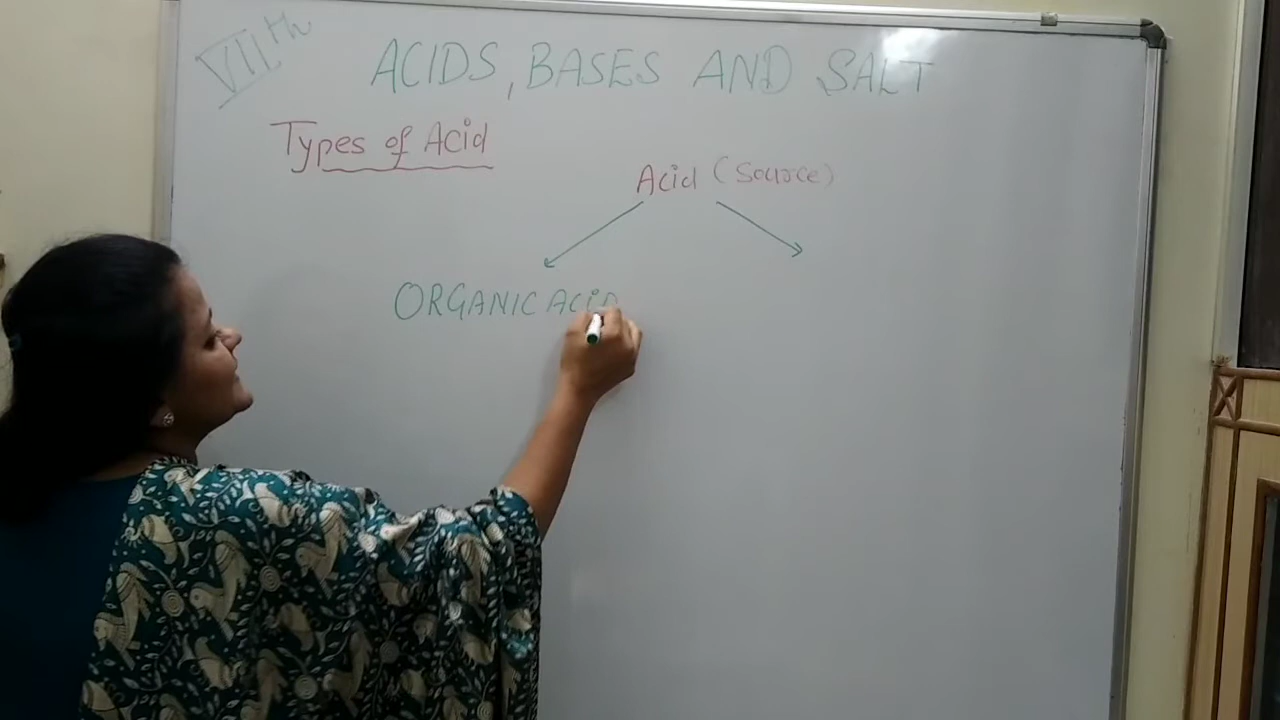 VIIth
ACIDS, BASES AND SALT
Types of Acid
Acid (Source)
ORGANIC ACID